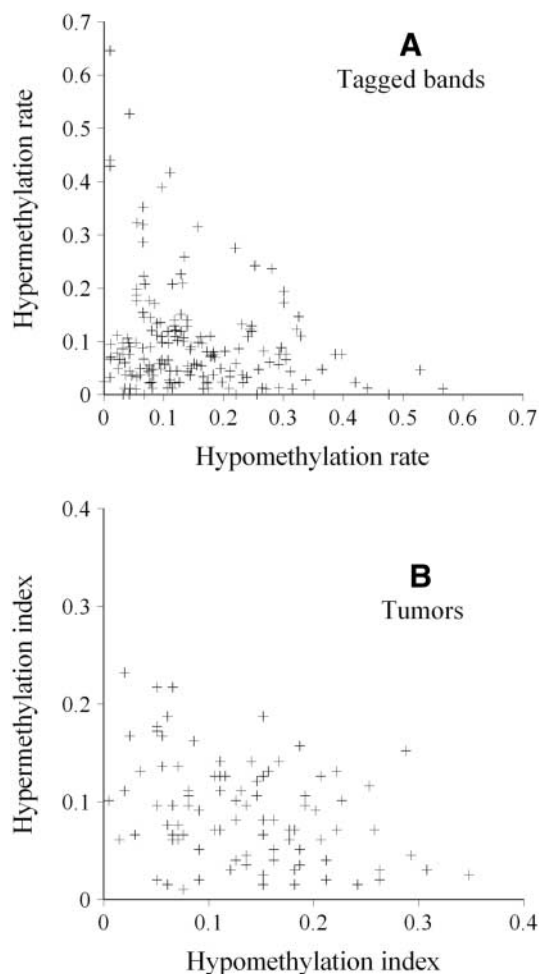 A
Tagged bands
Hypermethylation rate
0.7
0.6
0.5
0.4
0.3
0.2
0.1
0
0 0.1 0.2 0.3 0.4 0.5 0.6 0.7
Hypomethylation rate
B
Tumors
Hypermethylation index
0.4
0.3
0.2
0.1
0
0 0.1 0.2 0.3 0.4
Hypomethylation index